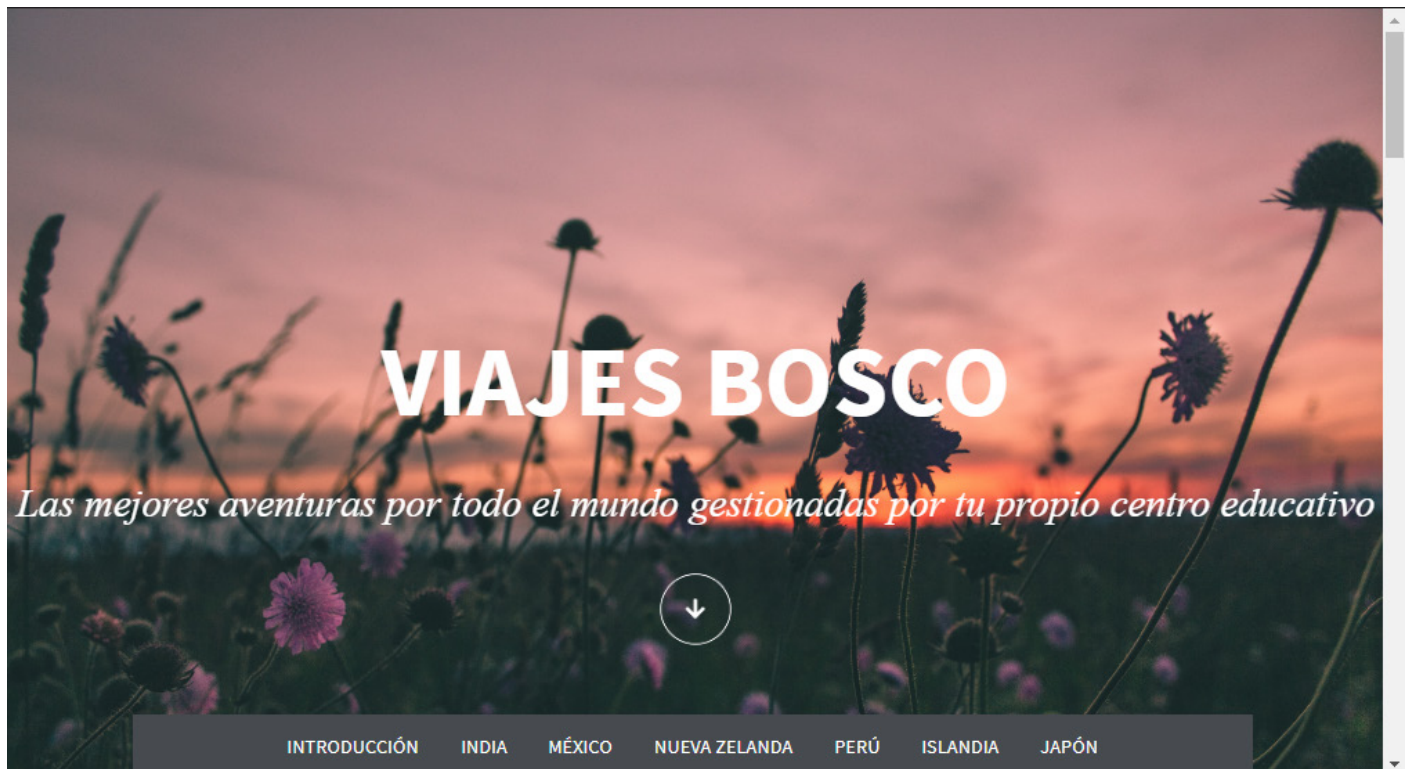 VIAJES BOSCO
Las mejores aventuras por todo el mundo gestionadas por tu propio centro educativo
INTRODUCCIÓN INDIA MÉXICO NUEVA ZELANDA PERÚ ISLANDIA JAPÓN